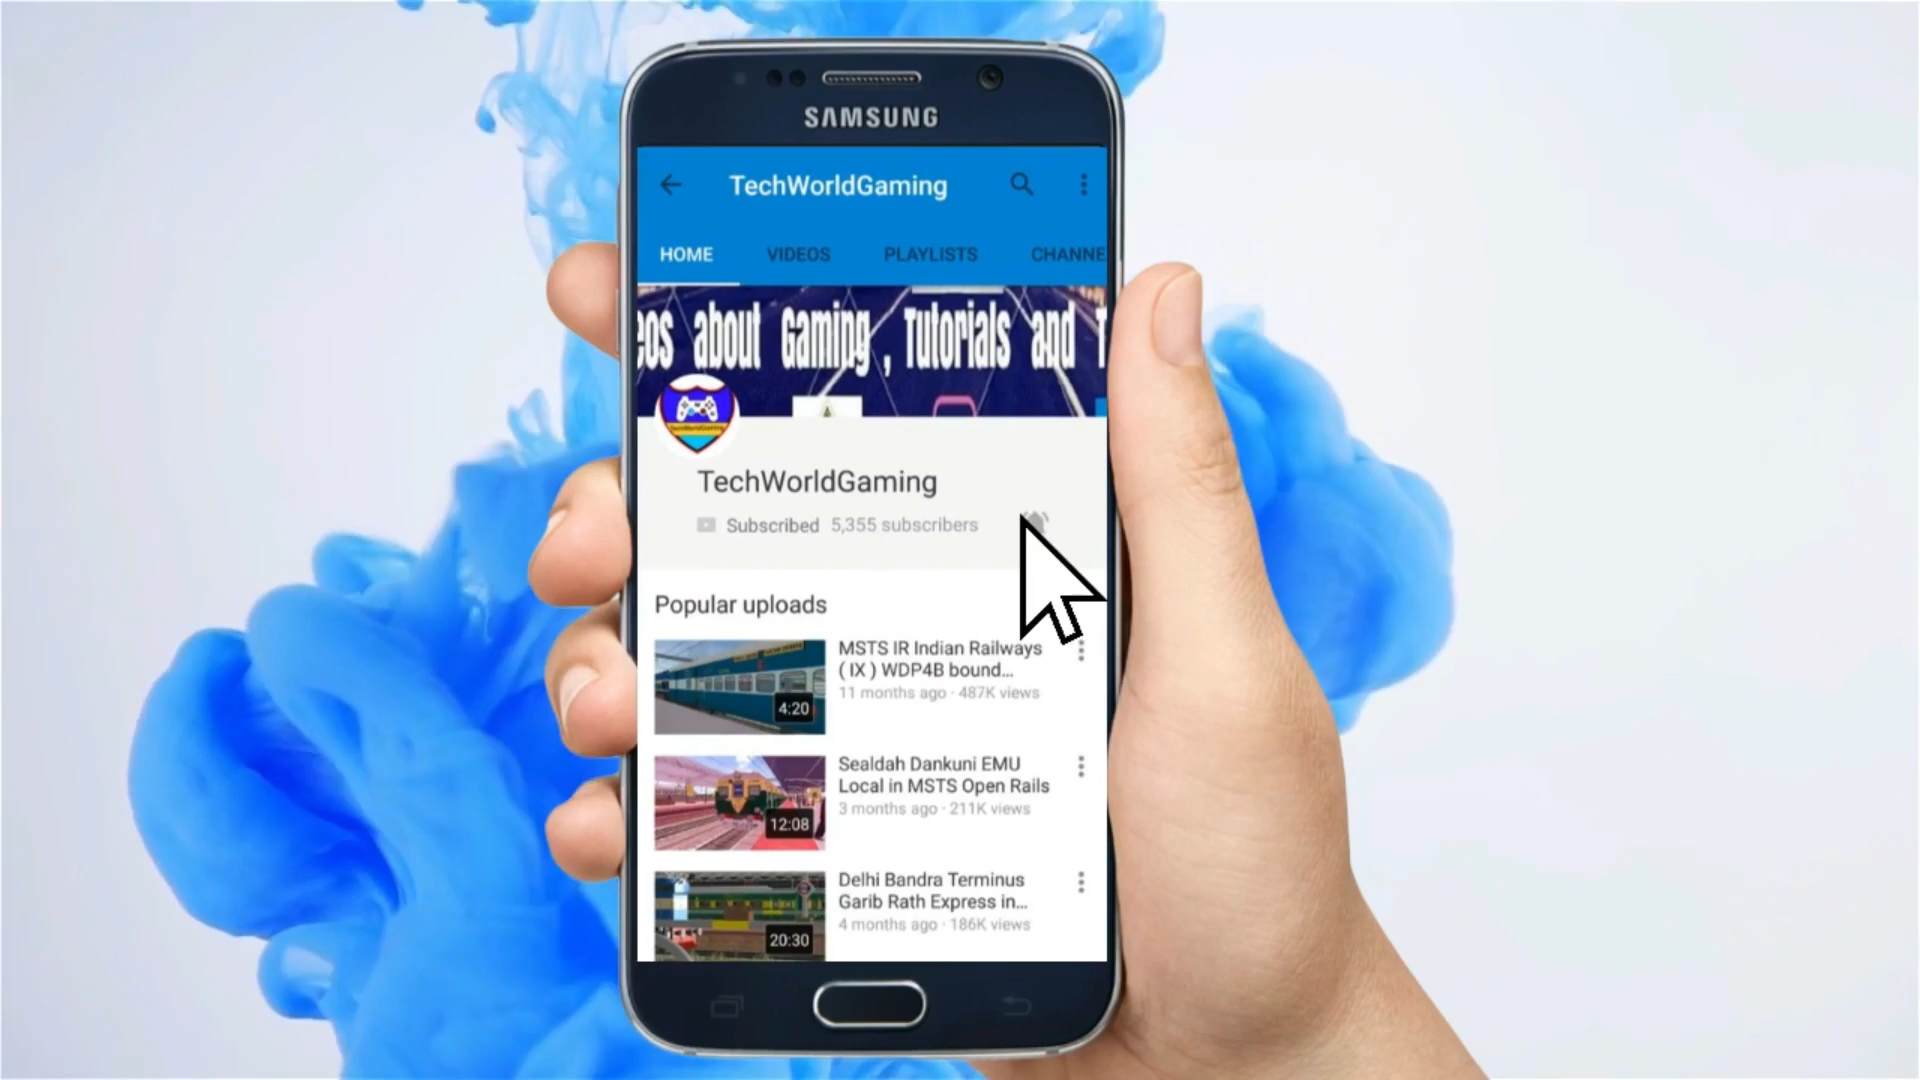 SAMSUNG
TechWorldGaming
HOME VIDEOS PLAYLISTS CHANNE
eos about Gaming , Tutorials and T
TechWorldGaming
TechWorldGaming
Subscribed 5,355 subscribers
Popular uploads
MSTS IR Indian Railways
( IX ) WDP4B bound...
11 months ago · 487K views
4:20
Sealdah Dankuni EMU
Local in MSTS Open Rails
3 months ago · 211K views
12:08
Delhi Bandra Terminus
Garib Rath Express in...
4 months ago · 186K views
20:30